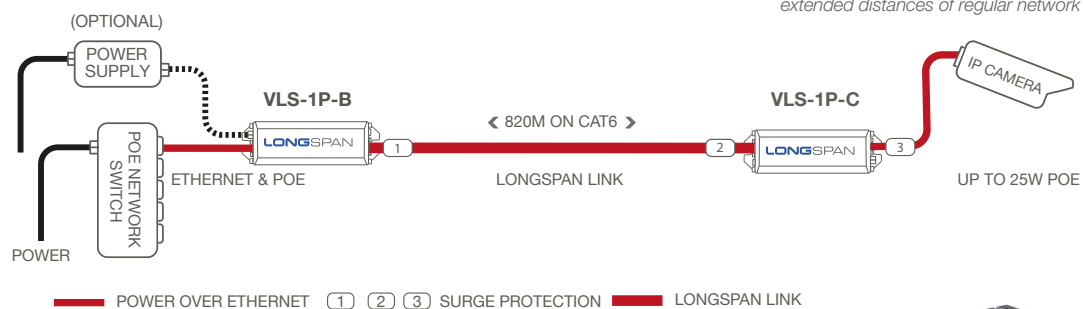 extended distances of regular network
(OPTIONAL)
POWER
SUPPLY
VLS-1P-B
VLS-1P-C
IP CAMERA
820M ON CAT6
LONGSPAN
1
2
LONGSPAN
3
POE NETWORK
SWITCH
ETHERNET & POE
LONGSPAN LINK
UP TO 25W POE
POWER
POWER OVER ETHERNET 1 2 3 SURGE PROTECTION LONGSPAN LINK